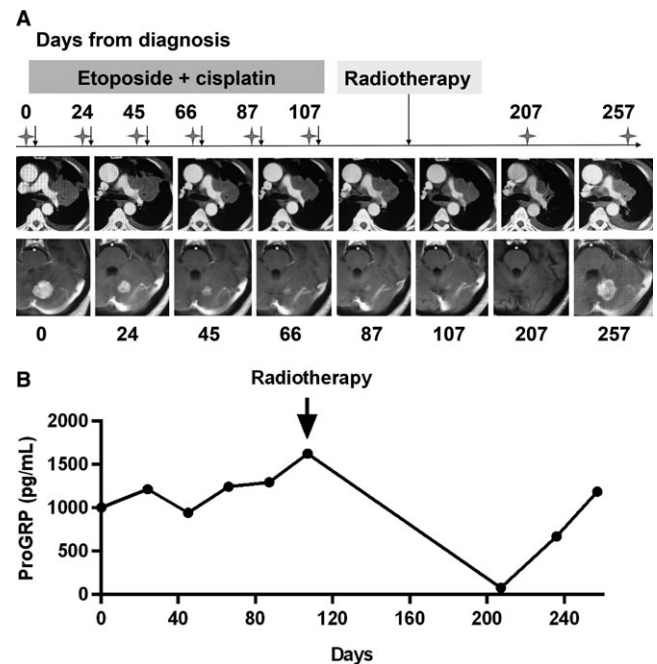 A
Days from diagnosis
Etoposide + cisplatin
Radiotherapy
0 24 45 66 87 107 207 257
0 24 45 66 87 107 207 257
B
Radiotherapy
2000
1500
1000
500
0
ProGRP (pg/mL)
0 40 80 120 160 200 240
Days